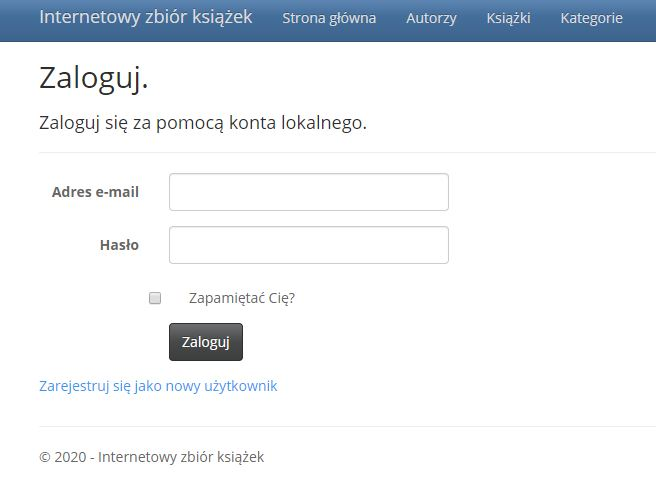 Internetowy zbiór książek Strona główna Autorzy Książki Kategorie
Zaloguj.
Zaloguj się za pomocą konta lokalnego.
Adres e-mail
Hasło
Zapamiętać Cię?
Zaloguj
Zarejestruj się jako nowy użytkownik
© 2020 - Internetowy zbiór książek